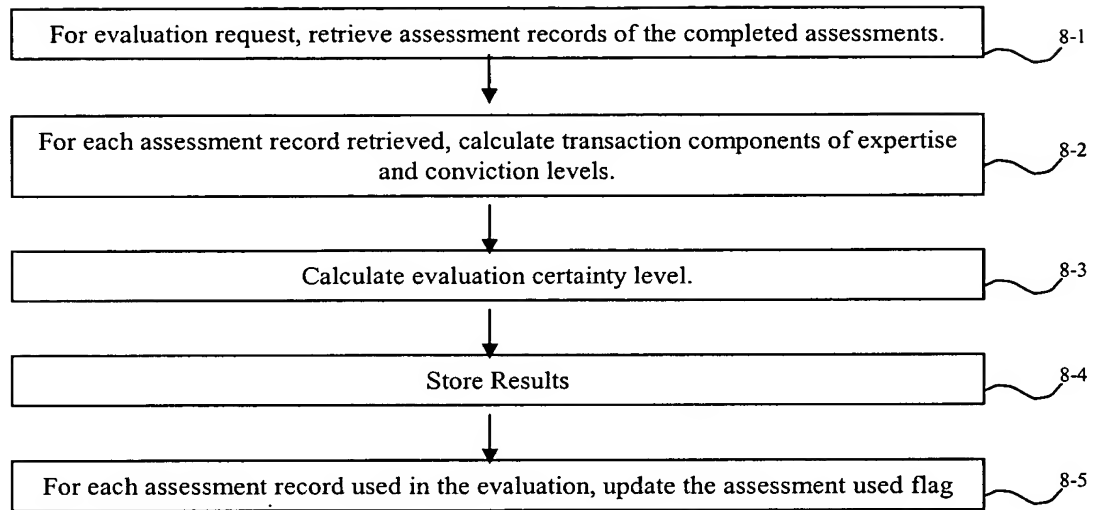 For evaluation request, retrieve assessment records of the completed assessments.
8-1
For each assessment record retrieved, calculate transaction components of expertise
and conviction levels.
8-2
Calculate evaluation certainty level.
8-3
Store Results
8-4
For each assessment record used in the evaluation, update the assessment used flag
8-5